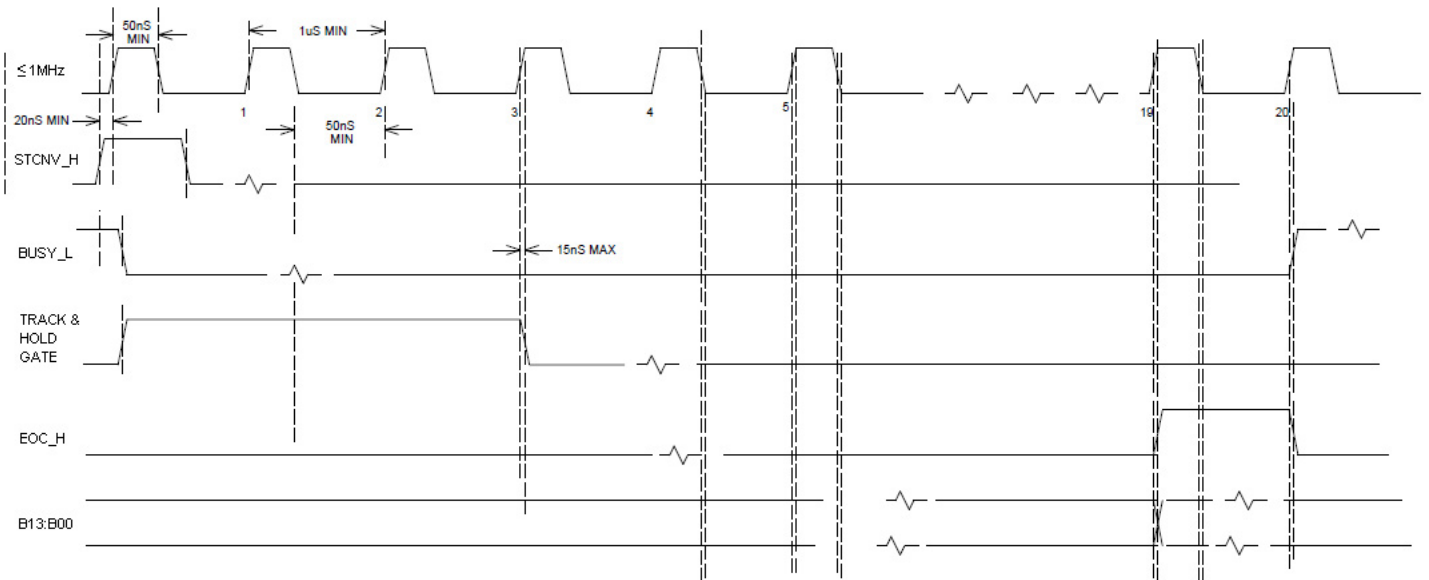 50nS
MIN
1uS MIN
≤1MHz
1
2
3
4
5
19
20
20nS MIN
50nS
MIN
STCNV_H
BUSY_L
15nS MAX
TRACK &
HOLD
GATE
EOC_H
B13:B00